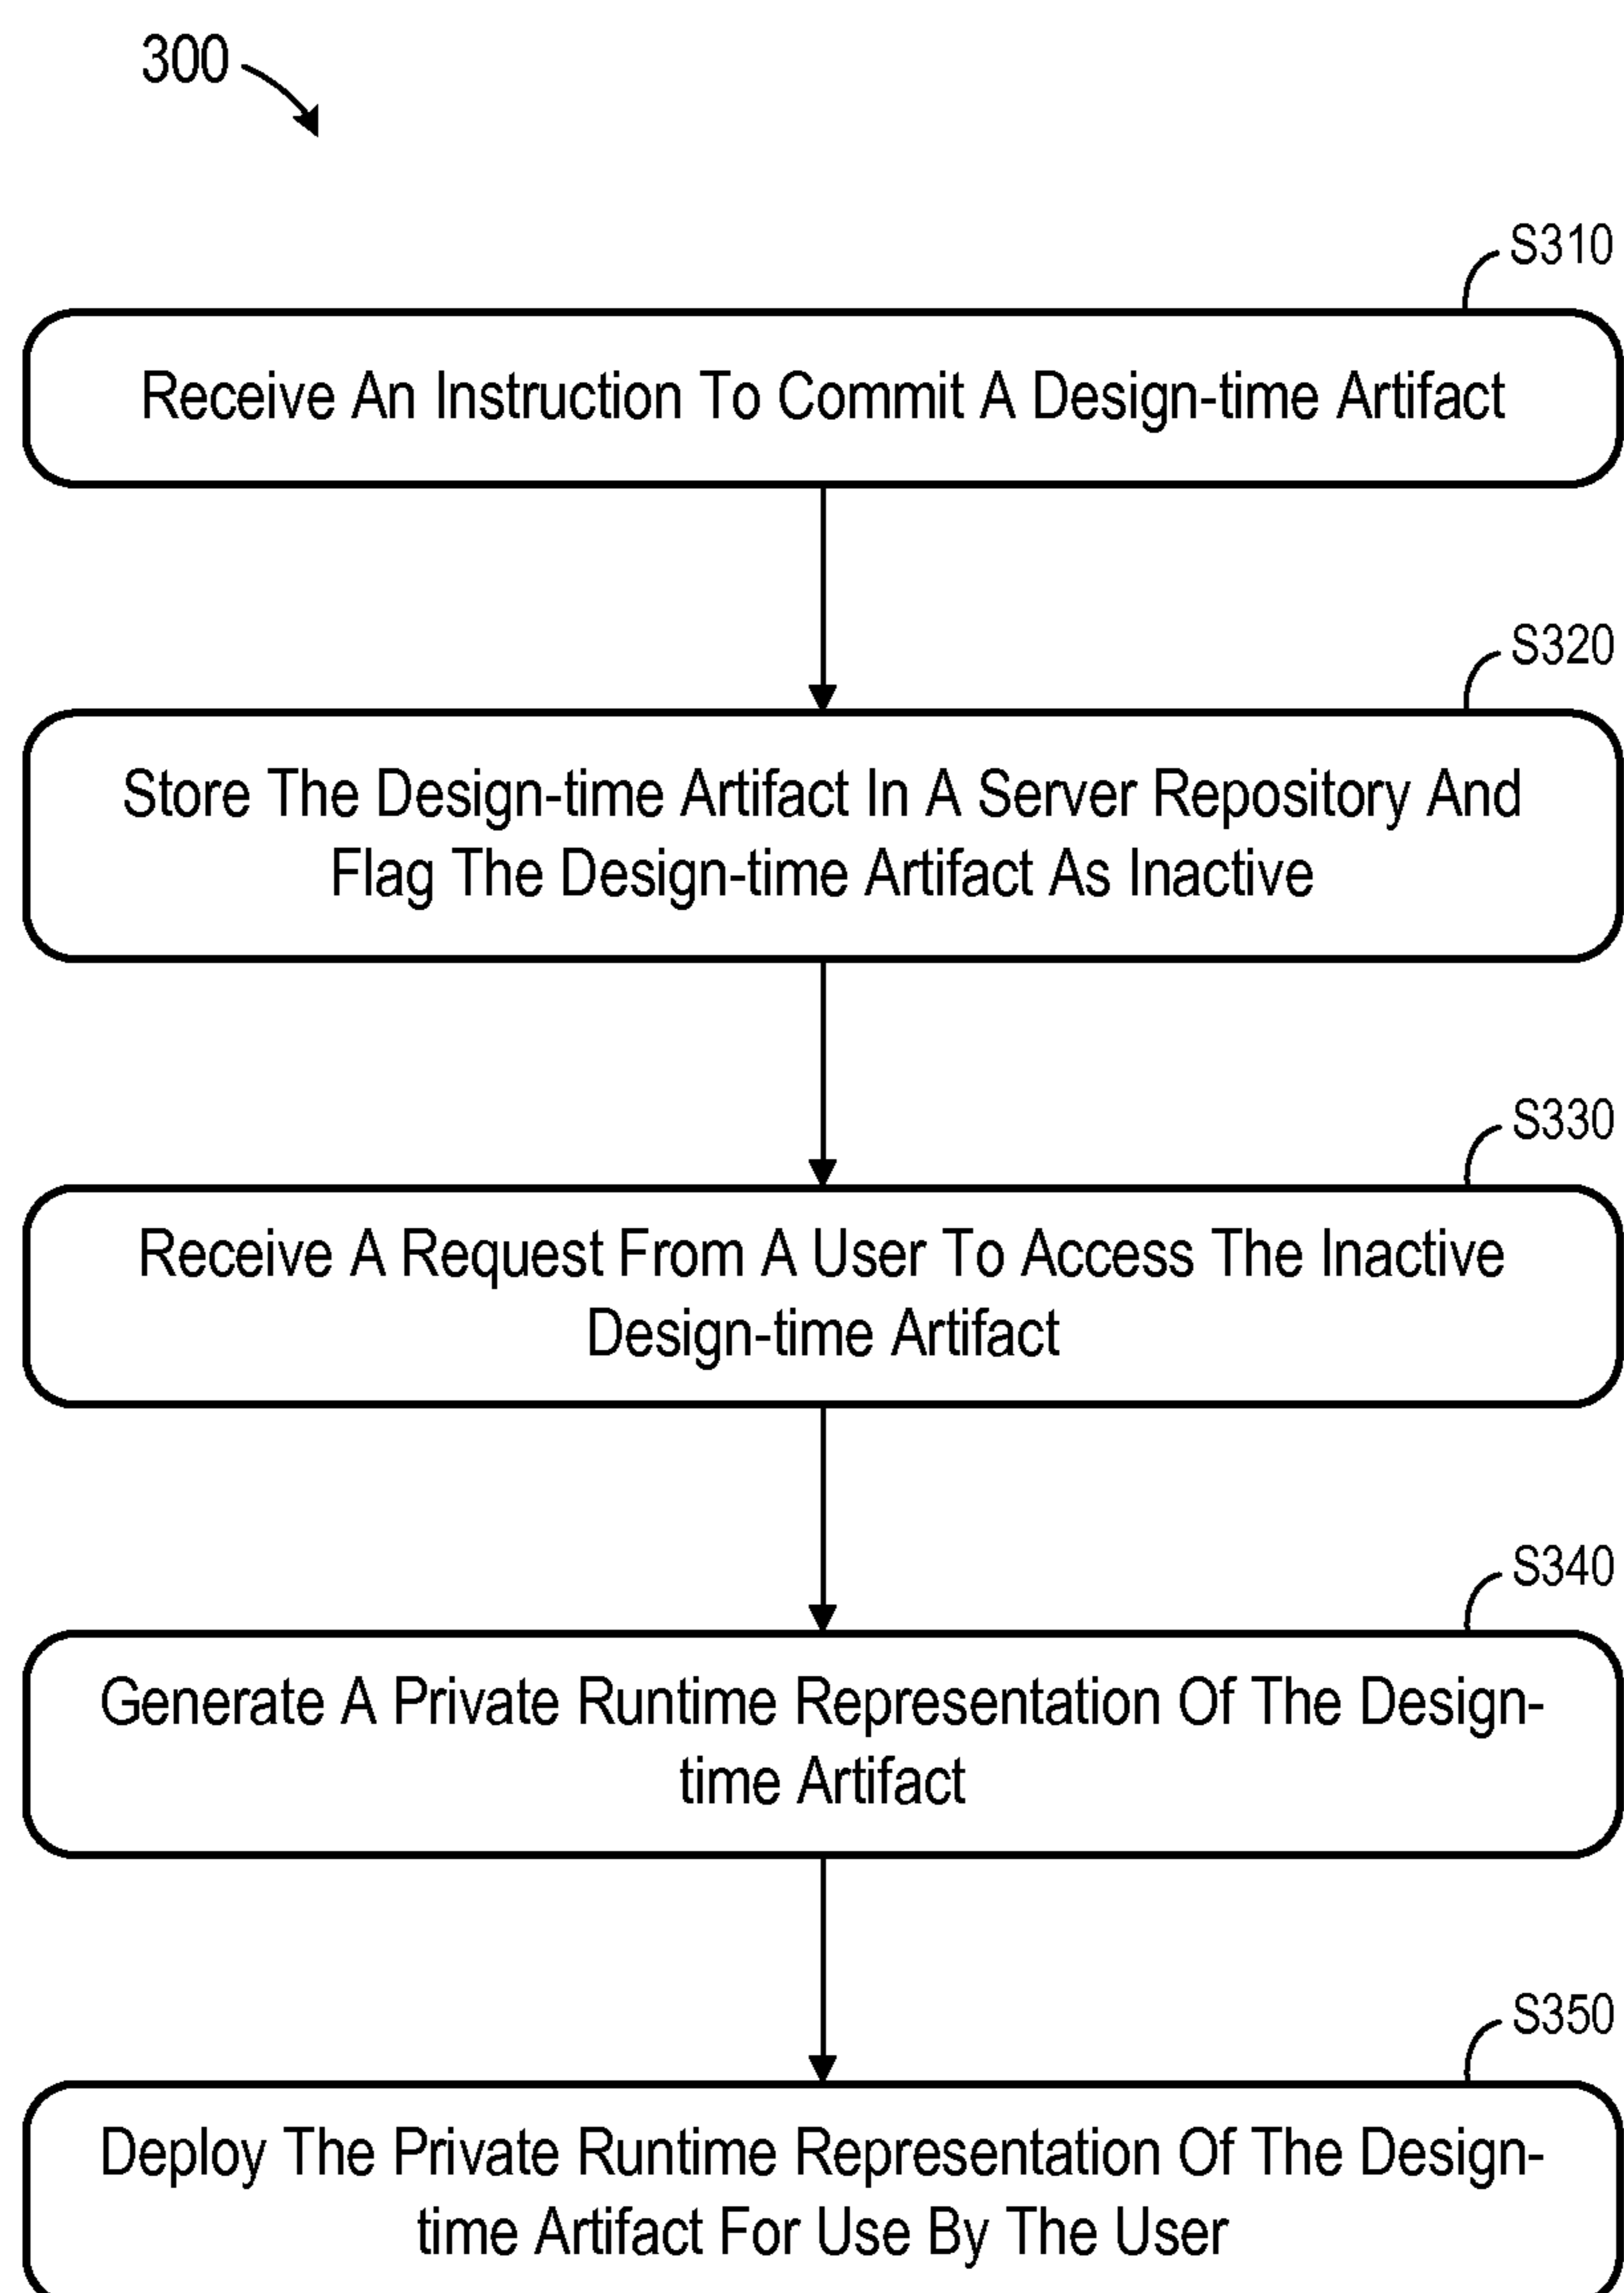 300
S310
Receive An Instruction To Commit A Design-time Artifact
S320
Store The Design-time Artifact In A Server Repository And
Flag The Design-time Artifact As Inactive
S330
Receive A Request From A User To Access The Inactive
Design-time Artifact
S340
Generate A Private Runtime Representation Of The Design-
time Artifact
S350
Deploy The Private Runtime Representation Of The Design-
time Artifact For Use By The User